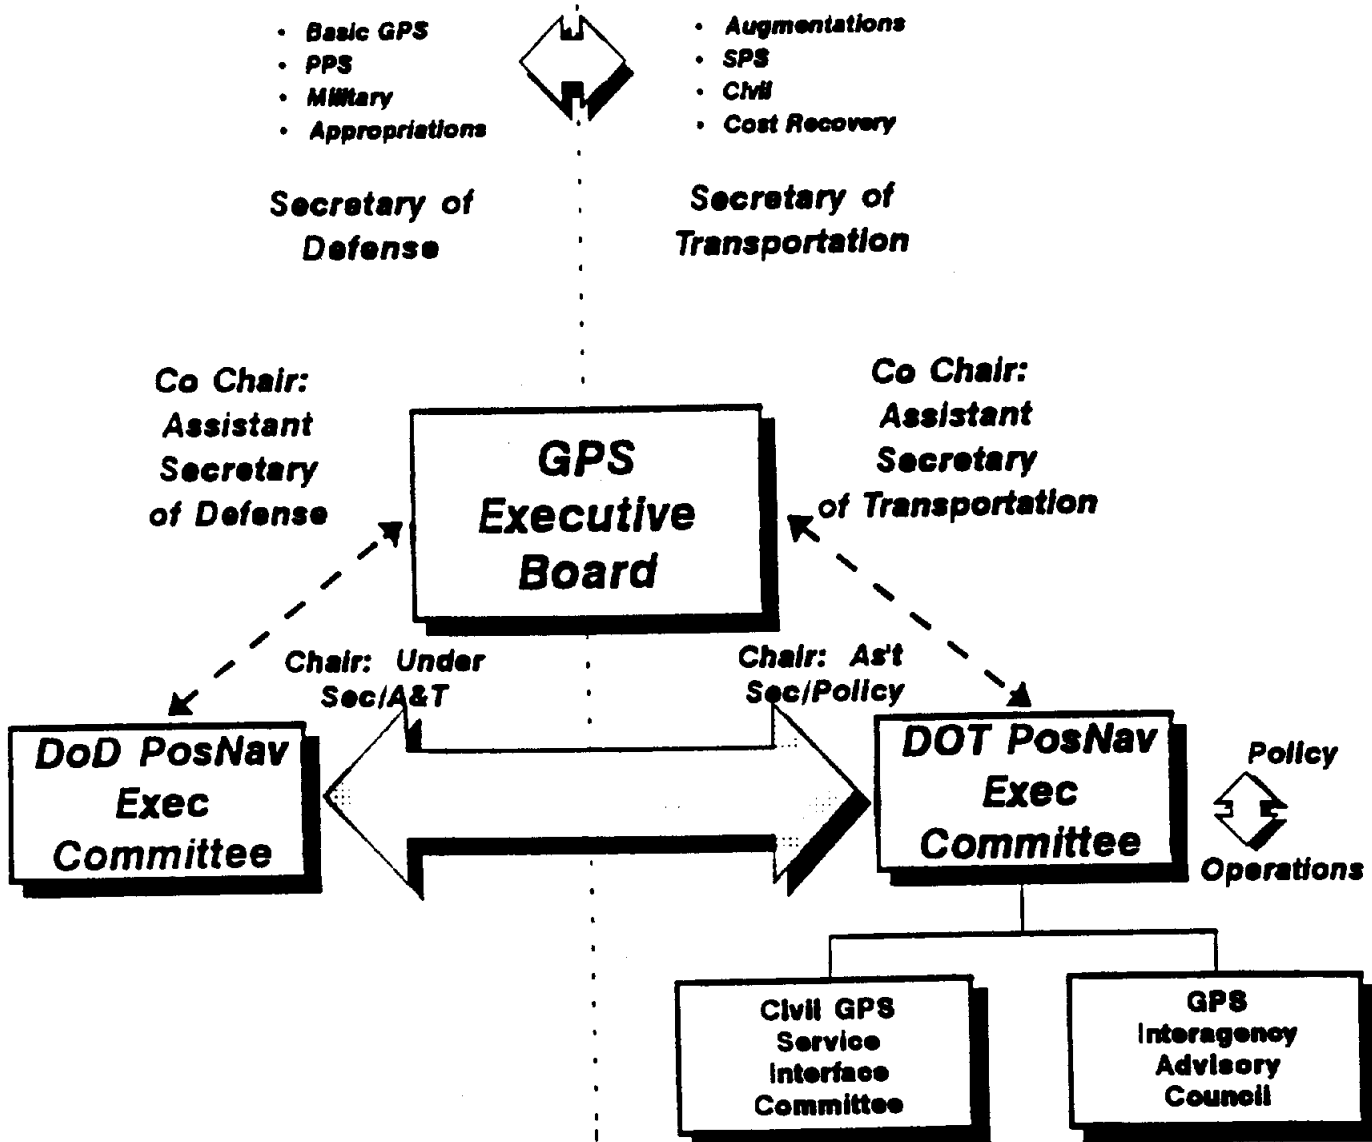 • Basic GPS
• PPS
• Military
• Appropriations
• Augmentations
• SPS
• Civil
• Cost Recovery
Secretary of
Defense
Secretary of
Transportation
Co Chair:
Assistant
Secretary
of Defense
Co Chair:
Assistant
Secretary
of Transportation
GPS
Executive
Board
Chair: Under
Sec/A&T
Chair: As't
Sec/Policy
DoD PosNav
Exec
Committee
DOT PosNav
Exec
Committee
Policy
Operations
Civil GPS
Service
Interface
Committee
GPS
Interagency
Advisory
Council